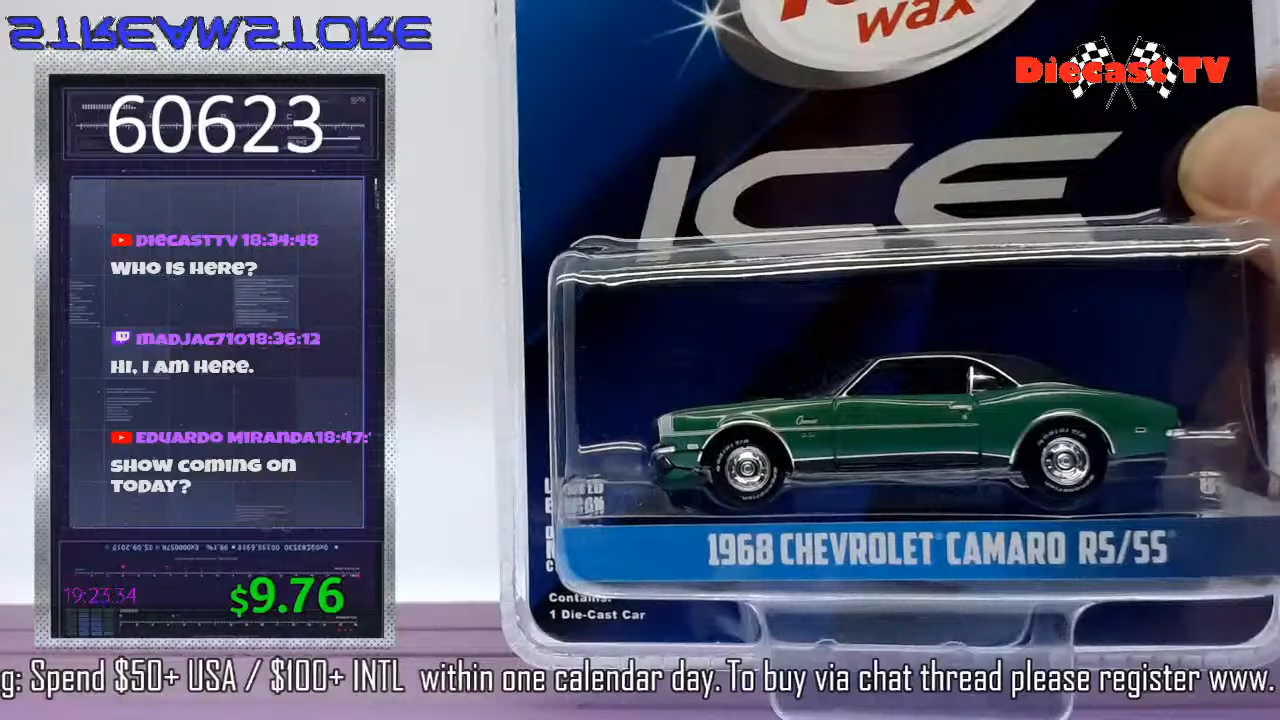 STREAMSTORE
60623
DIECASTTV 18:34:48
WHO IS HERE?
MADJAC71018:36:12
HI, I AM HERE.
EDUARDO MIRANDA18:47:
SHOW COMING ON
TODAY?
19:23:34
$9.76
wax
Diecast TV
ICE
1968 CHEVROLET CAMARO RS/SS
Contains:
1 Die-Cast Car
g: Spend $50+ USA / $100+ INTL within one calendar day. To buy via chat thread please register www.